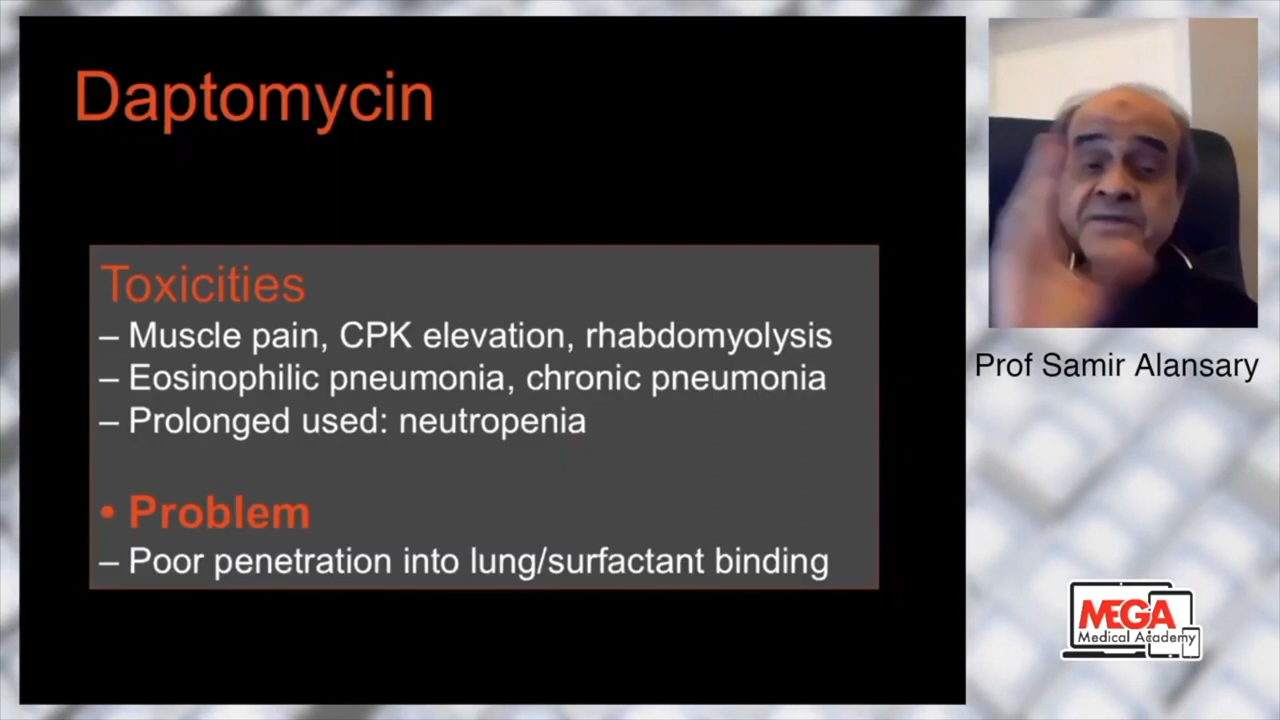 Daptomycin
Toxicities
– Muscle pain, CPK elevation, rhabdomyolysis
– Eosinophilic pneumonia, chronic pneumonia
– Prolonged used: neutropenia
• Problem
– Poor penetration into lung/surfactant binding
Prof Samir Alansary
MEGA
Medical Academy